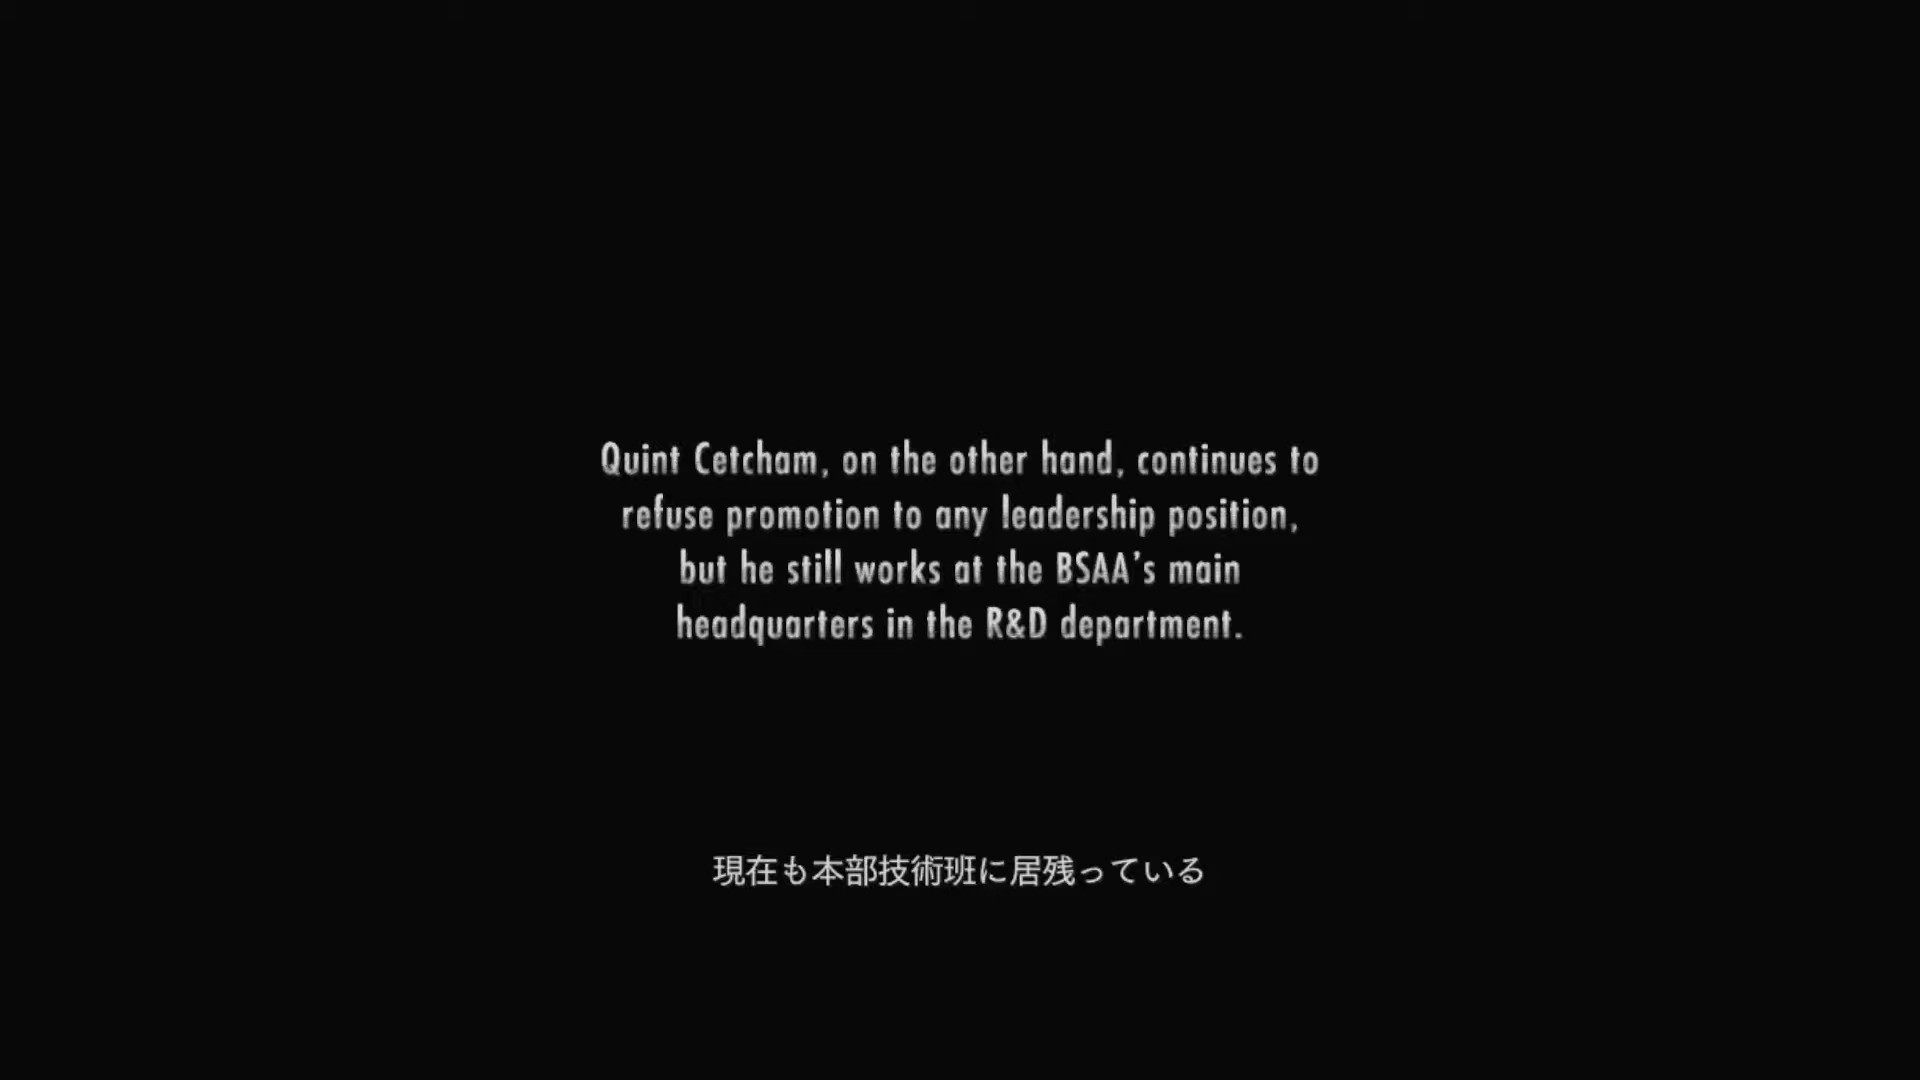 Quint Cetcham, on the other hand, continues to
refuse promotion to any leadership position,
but he still works at the BSAA's main
headquarters in the R&D department.
現在も本部技術班に居残っている